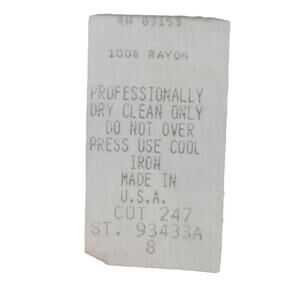 RN 63153
100% RAYON
PROFESSIONALLY
DRY CLEAN ONLY
DO NOT OVER
PRESS USE COOL
IRON
MADE IN
U.S.A.
CUT 247
ST. 93433A
8